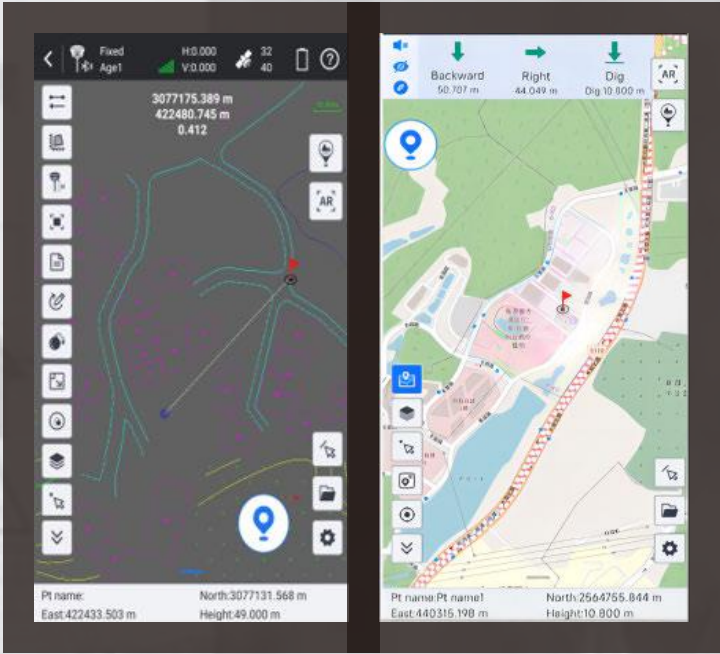 Fixed
Age1
H:0.000
V:0.000
32
40
3077175.389 m
422480.745 m
0.412
AR
Pt name:
North:3077131.568 m
East:422433.503 m
Height:49.000 m
Backward
50.707 m
Right
44.049 m
Dig
Dig 10.800 m
AR
Pt name:Pt name1
North:2564755.844 m
East:440315.198 m
Height:10.800 m